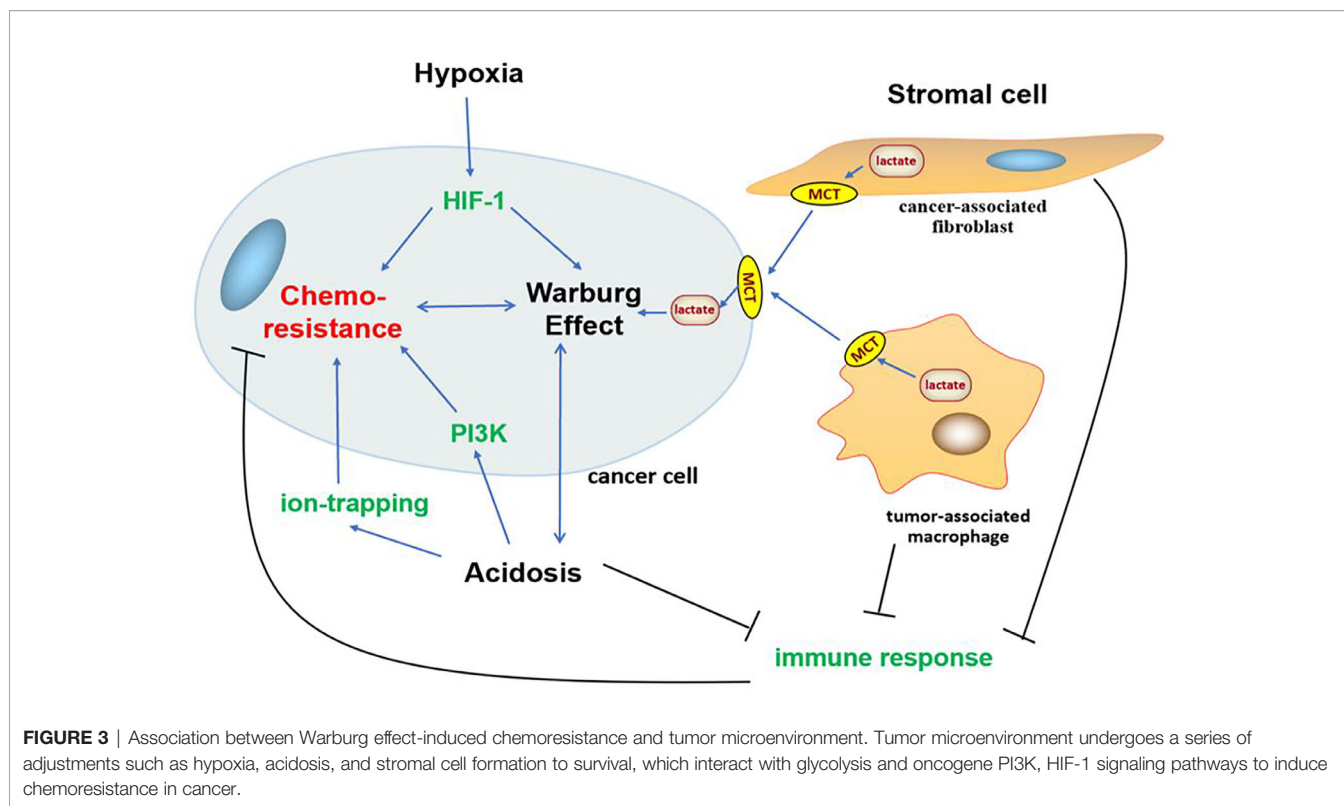 Hypoxia
Stromal cell
lactate
MCT
cancer-associated
fibroblast
HIF-1
Chemo-
resistance
Warburg
Effect
lactate
MCT
MCT
lactate
PI3K
cancer cell
ion-trapping
tumor-associated
macrophage
Acidosis
immune response
FIGURE 3 | Association between Warburg effect-induced chemoresistance and tumor microenvironment. Tumor microenvironment undergoes a series of
adjustments such as hypoxia, acidosis, and stromal cell formation to survival, which interact with glycolysis and oncogene PI3K, HIF-1 signaling pathways to induce
chemoresistance in cancer.